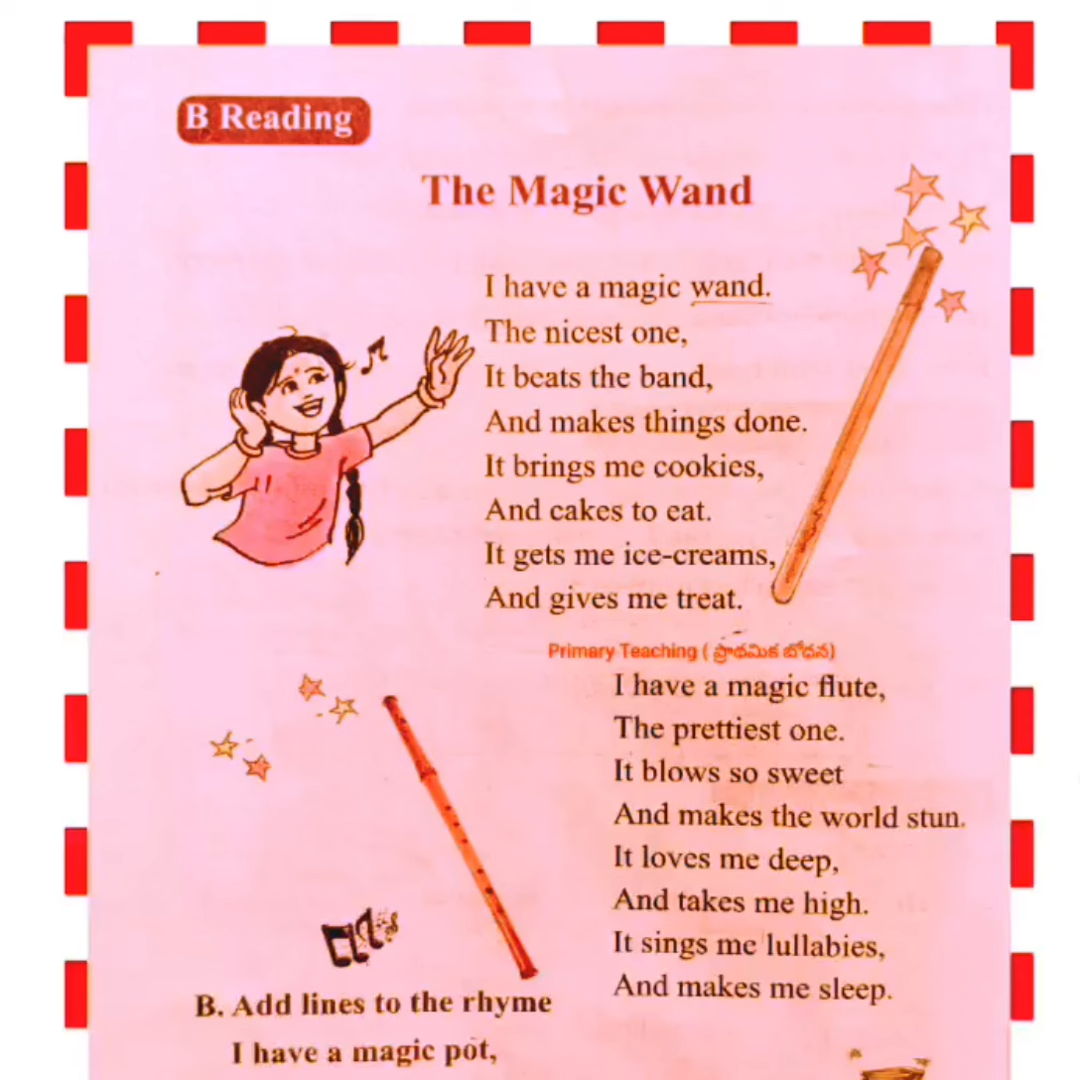 B Reading
The Magic Wand
I have a magic wand.
The nicest one,
It beats the band,
And makes things done.
It brings me cookies,
And cakes to eat.
It gets me ice-creams,
And gives me treat.
Primary Teaching ( ప్రాథమిక బోధన)
I have a magic flute,
The prettiest one.
It blows so sweet
And makes the world stun.
It loves me deep,
And takes me high.
It sings me lullabies,
And makes me sleep.
B. Add lines to the rhyme
I have a magic pot,